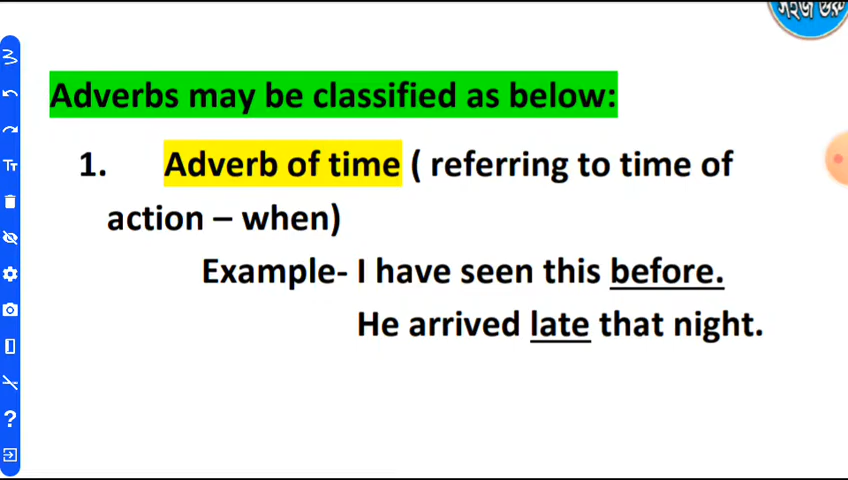 সহজ শুরু
Adverbs may be classified as below:
1. Adverb of time ( referring to time of
action – when)
Example- I have seen this before.
He arrived late that night.